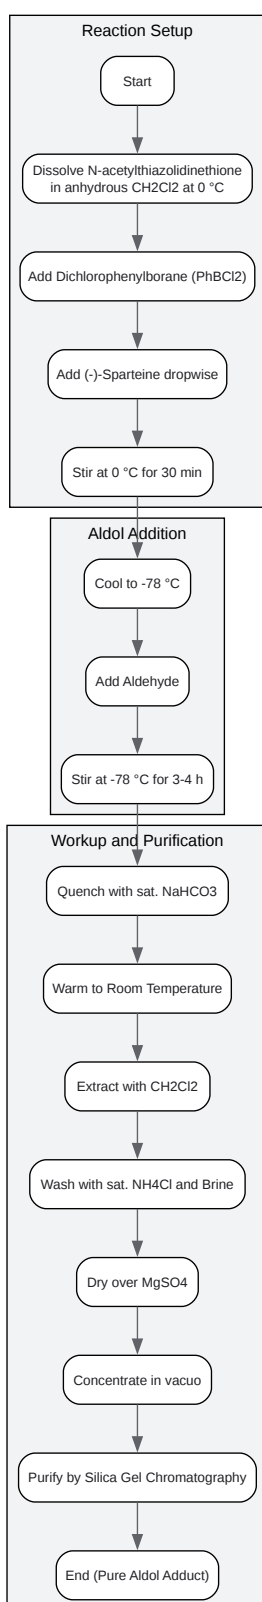 Reaction Setup
Start
Dissolve N-acetylthiazolidinethione
in anhydrous CH2Cl2 at 0 °C
Add Dichlorophenylborane (PhBCl2)
Add (-)-Sparteine dropwise
Stir at 0 °C for 30 min
Aldol Addition
Cool to -78 °C
Add Aldehyde
Stir at -78 °C for 3-4 h
Workup and Purification
Quench with sat. NaHCO3
Warm to Room Temperature
Extract with CH2Cl2
Wash with sat. NH4Cl and Brine
Dry over MgSO4
Concentrate in vacuo
Purify by Silica Gel Chromatography
End (Pure Aldol Adduct)